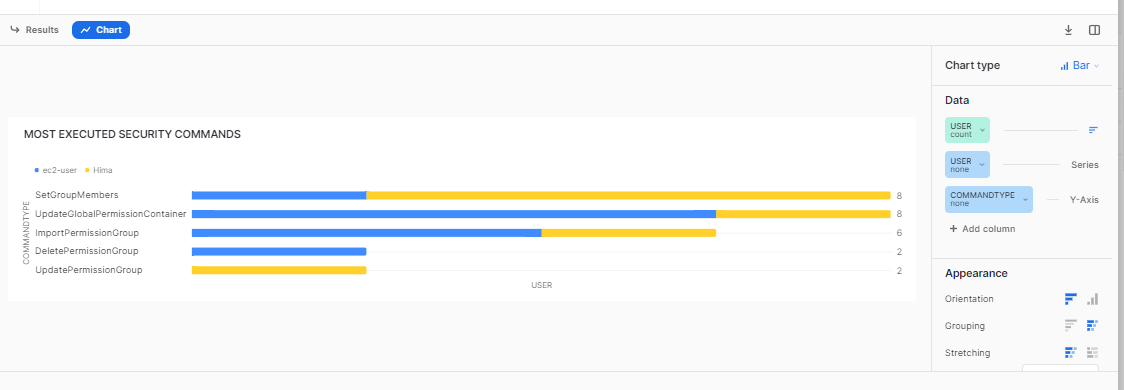 Results
Chart
Chart type
Bar
Data
USER
count
USER
none
Series
COMMANDTYPE
none
Y-Axis
Add column
Appearance
Orientation
Grouping
Stretching
MOST EXECUTED SECURITY COMMANDS
ec2-user
Hima
COMMANDTYPE
SetGroupMembers 8
UpdateGlobalPermissionContainer 8
ImportPermissionGroup 6
DeletePermissionGroup 2
UpdatePermissionGroup 2
USER